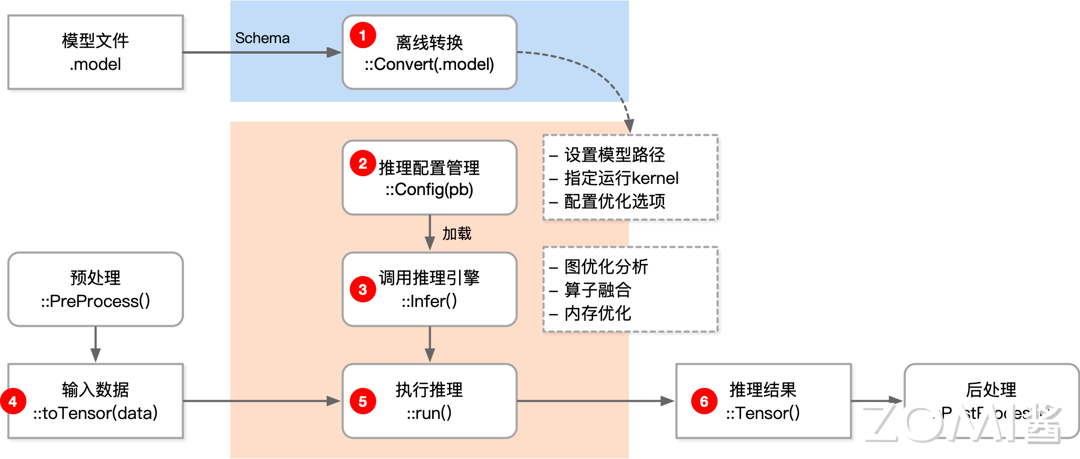 模型文件
.model
Schema
1
离线转换
::Convert(.model)
2
推理配置管理
::Config(pb)
– 设置模型路径
– 指定运行kernel
– 配置优化选项
加载
预处理
::PreProcess()
3
调用推理引擎
::Infer()
– 图优化分析
– 算子融合
– 内存优化
4
输入数据
::toTensor(data)
5
执行推理
::run()
6
推理结果
::Tensor()
后处理
::PostProcess()
ZOMI酱